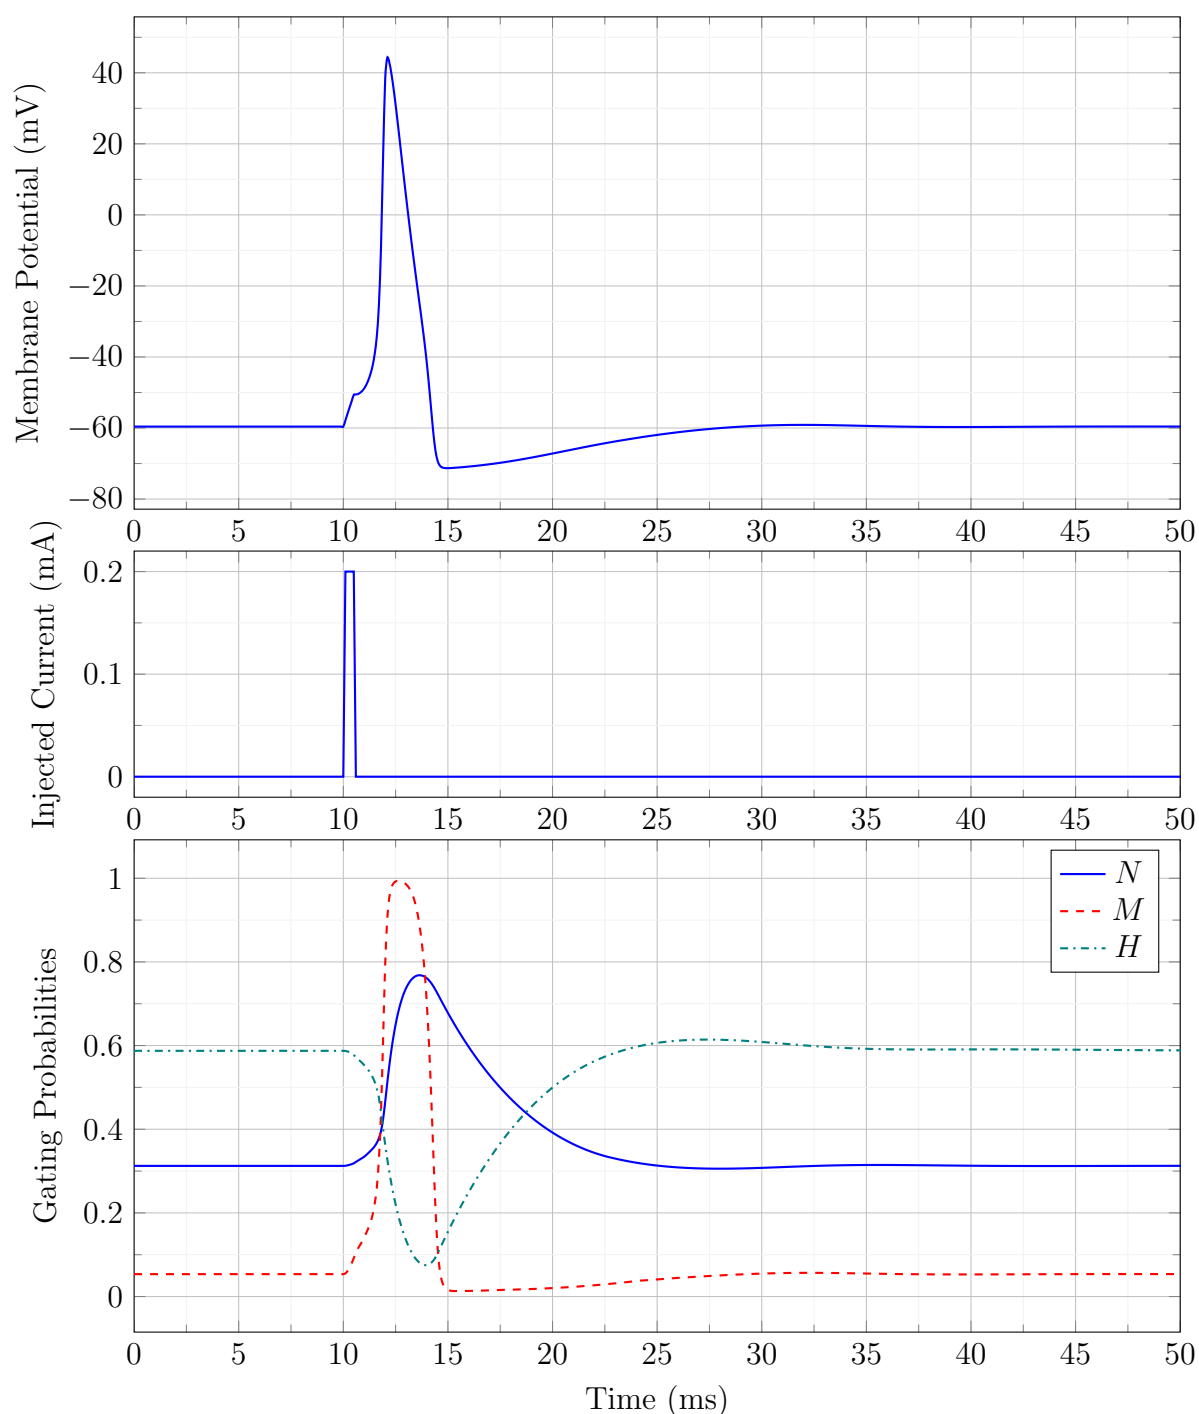 Membrane Potential (mV)
40
20
0
−20
−40
−60
−80
0 5 10 15 20 25 30 35 40 45 50
Injected Current (mA)
0.2
0.1
0
0 5 10 15 20 25 30 35 40 45 50
Gating Probabilities
1
0.8
0.6
0.4
0.2
0
N
M
H
0 5 10 15 20 25 30 35 40 45 50
Time (ms)